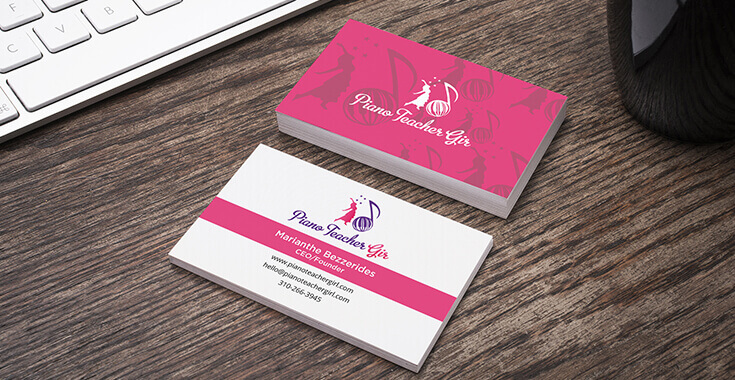 Piano Teacher Gir
Piano Teacher Gir
Marianthe Bezzerides
CEO/Founder
www.pianoteachergirl.com
hello@pianoteachergirl.com
310-266-3945